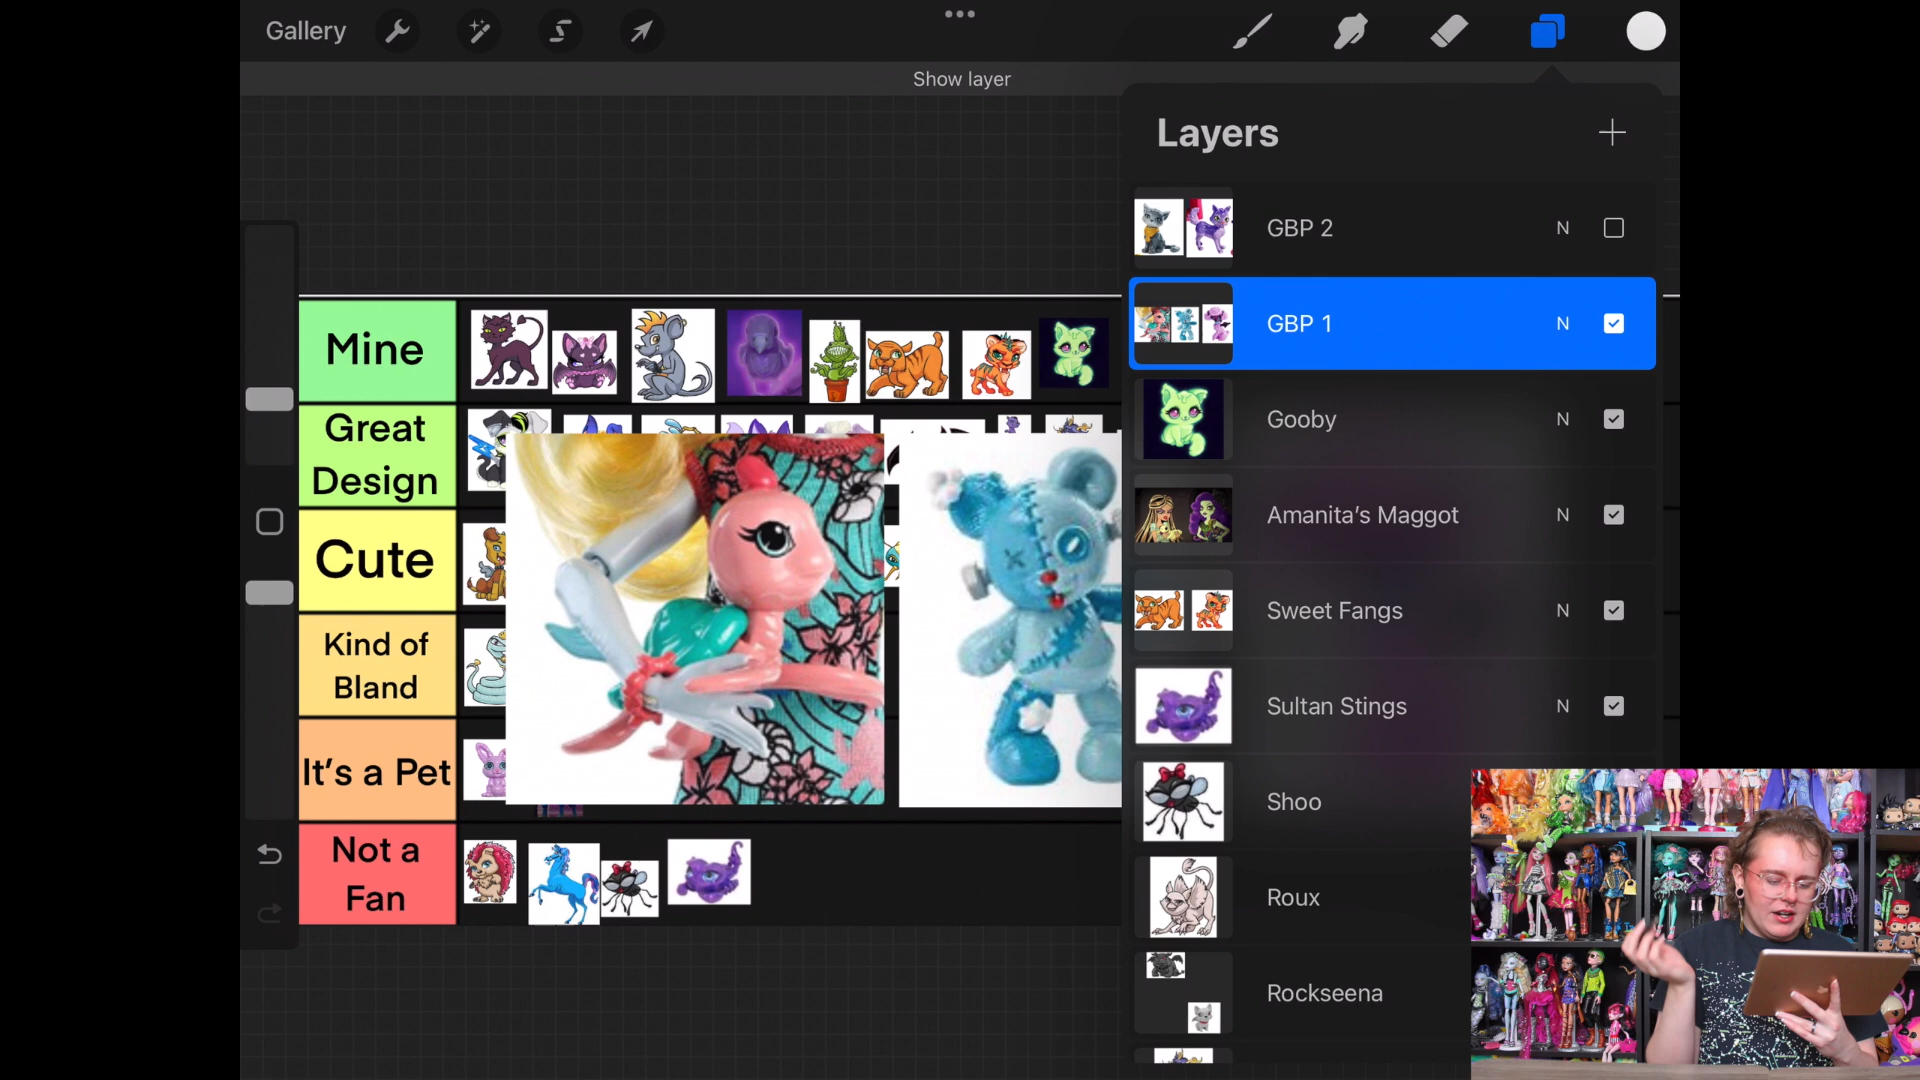 Gallery
Show layer
Layers
GBP 2
N
GBP 1
N
Gooby
N
Amanita's Maggot
N
Sweet Fangs
N
Sultan Stings
N
Shoo
Roux
Rockseena
Mine
Great
Design
Cute
Kind of
Bland
It's a Pet
Not a
Fan